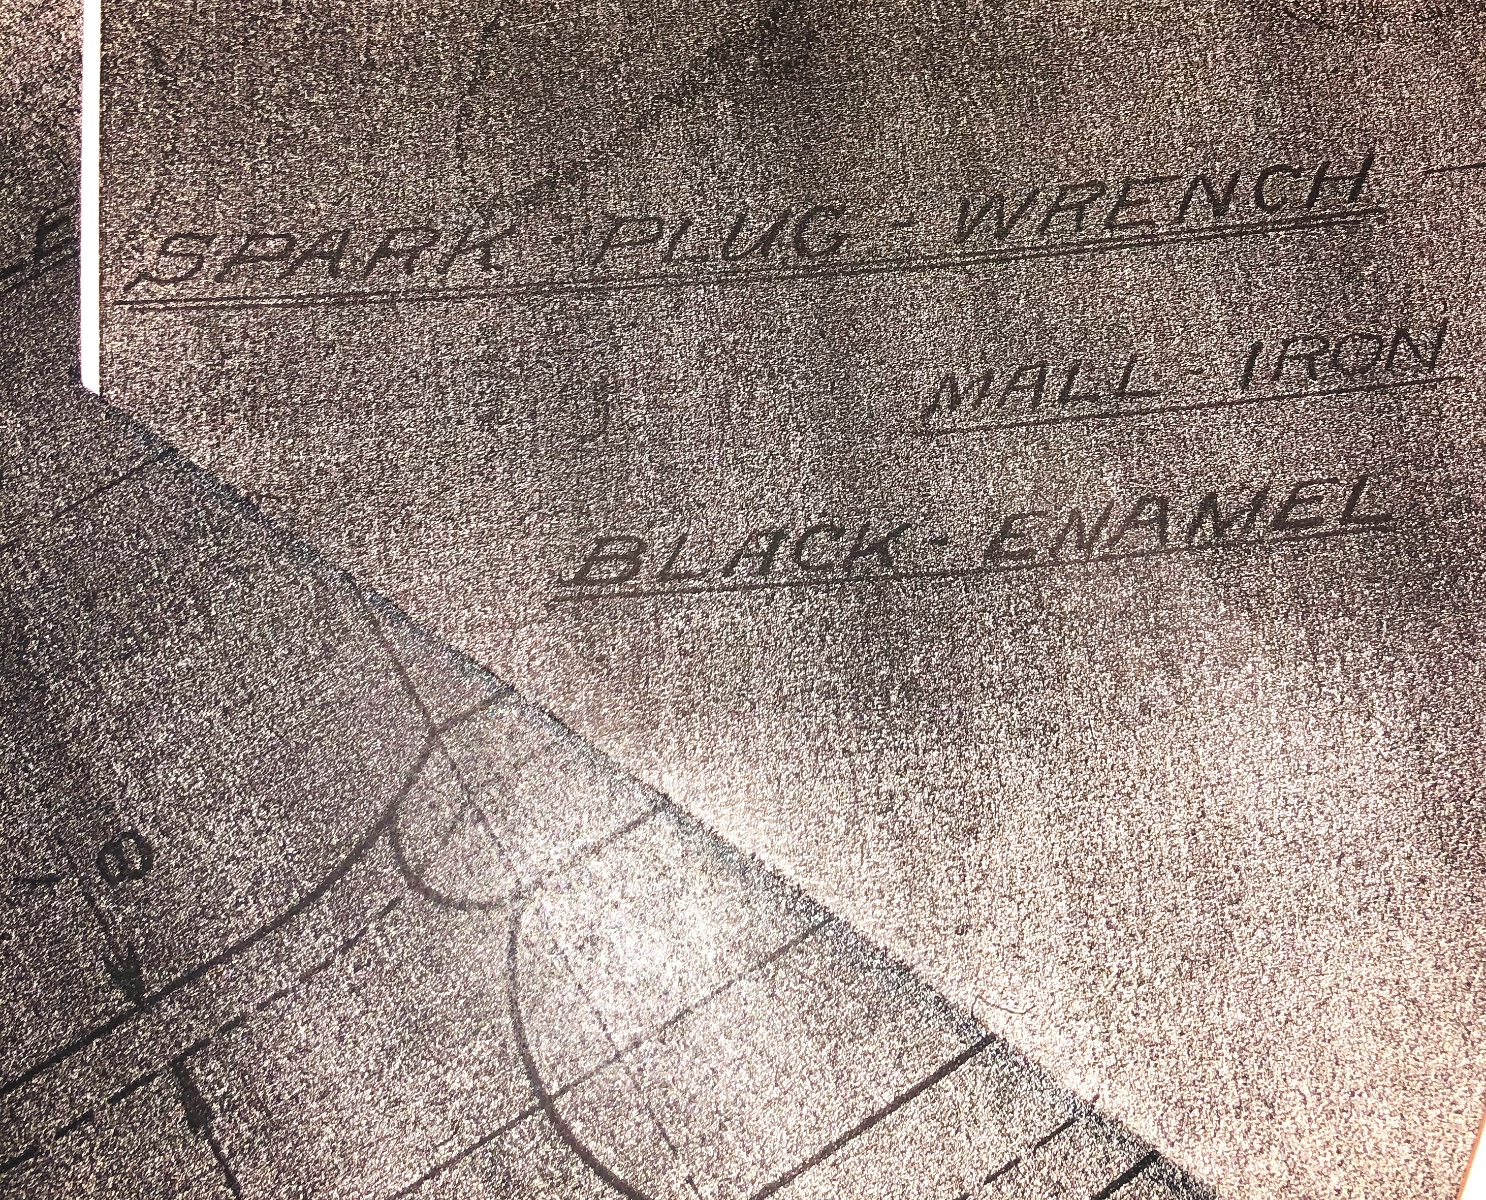 SPARK - PLUG - WRENCH -
MALL - IRON
BLACK - ENAMEL
B